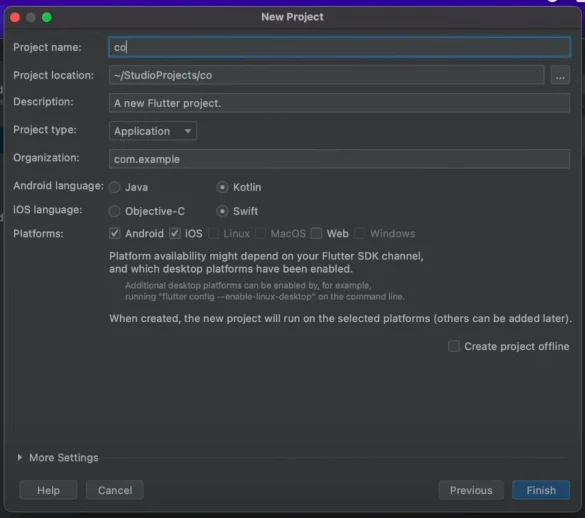 New Project
Project name: co
Project location: ~/StudioProjects/co ...
Description: A new Flutter project.
Project type: Application
Organization: com.example
Android language: Java Kotlin
iOS language: Objective-C Swift
Platforms: Android iOS Linux MacOS Web Windows
Platform availability might depend on your Flutter SDK channel,
and which desktop platforms have been enabled.
Additional desktop platforms can be enabled by, for example,
running "flutter config --enable-linux-desktop" on the command line.
When created, the new project will run on the selected platforms (others can be added later).
Create project offline
More Settings
Help Cancel Previous Finish